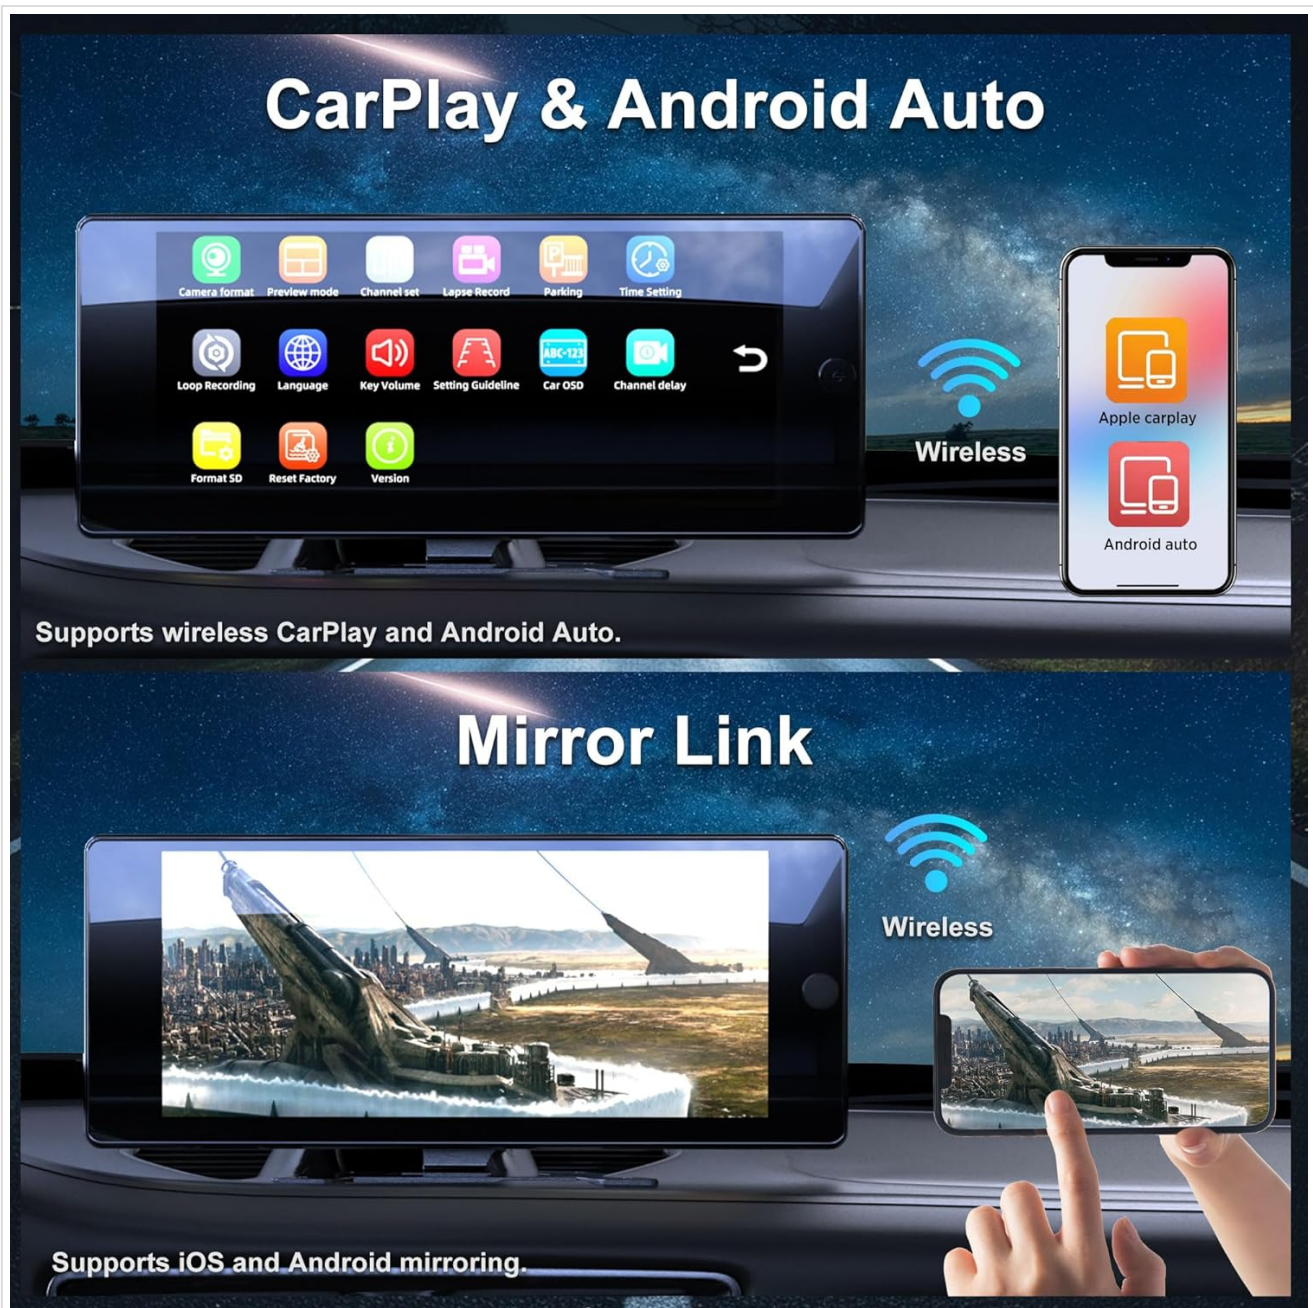 CarPlay & Android Auto
Camera format Preview mode Channel set Lapse Record Parking Time Setting
ABC-123
Loop Recording Language Key Volume Setting Guideline Car OSD Channel delay
Format SD Reset Factory Version
Wireless
Apple carplay
Android auto
Supports wireless CarPlay and Android Auto.
Mirror Link
Wireless
Supports iOS and Android mirroring.